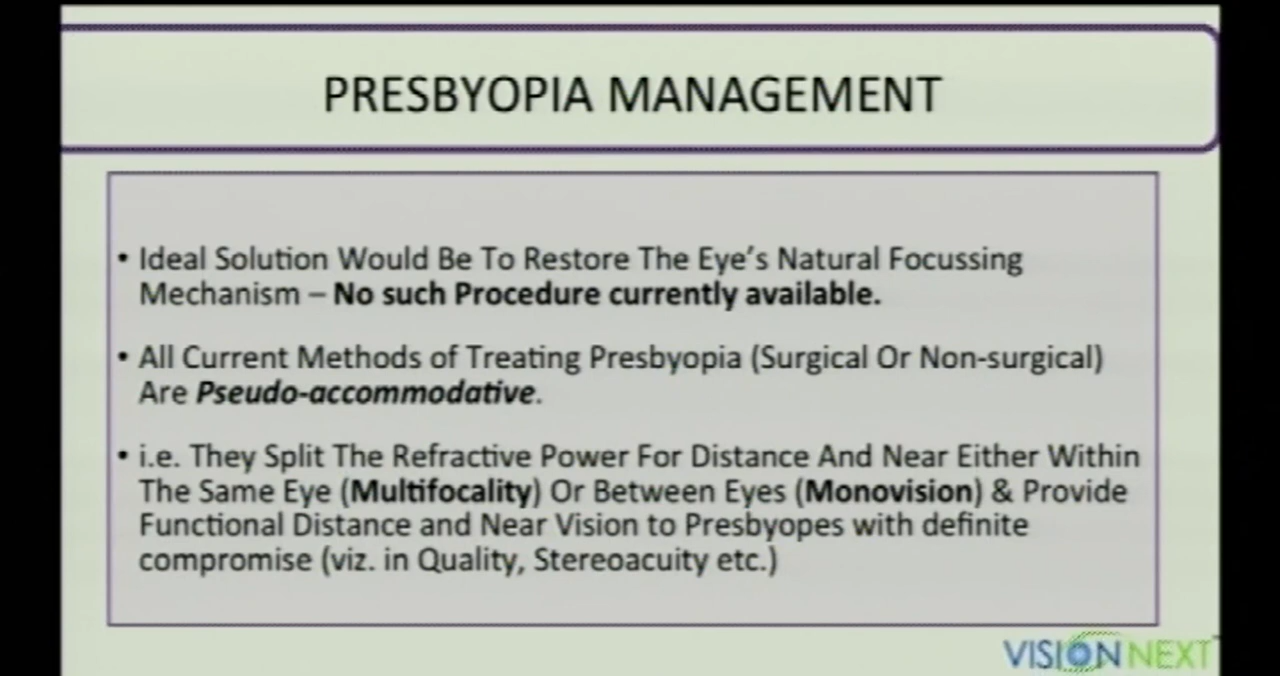 PRESBYOPIA MANAGEMENT
• Ideal Solution Would Be To Restore The Eye's Natural Focussing
Mechanism – No such Procedure currently available.
• All Current Methods of Treating Presbyopia (Surgical Or Non-surgical)
Are Pseudo-accommodative.
• i.e. They Split The Refractive Power For Distance And Near Either Within
The Same Eye (Multifocality) Or Between Eyes (Monovision) & Provide
Functional Distance and Near Vision to Presbyopes with definite
compromise (viz. in Quality, Stereoacuity etc.)
VISION NEXT